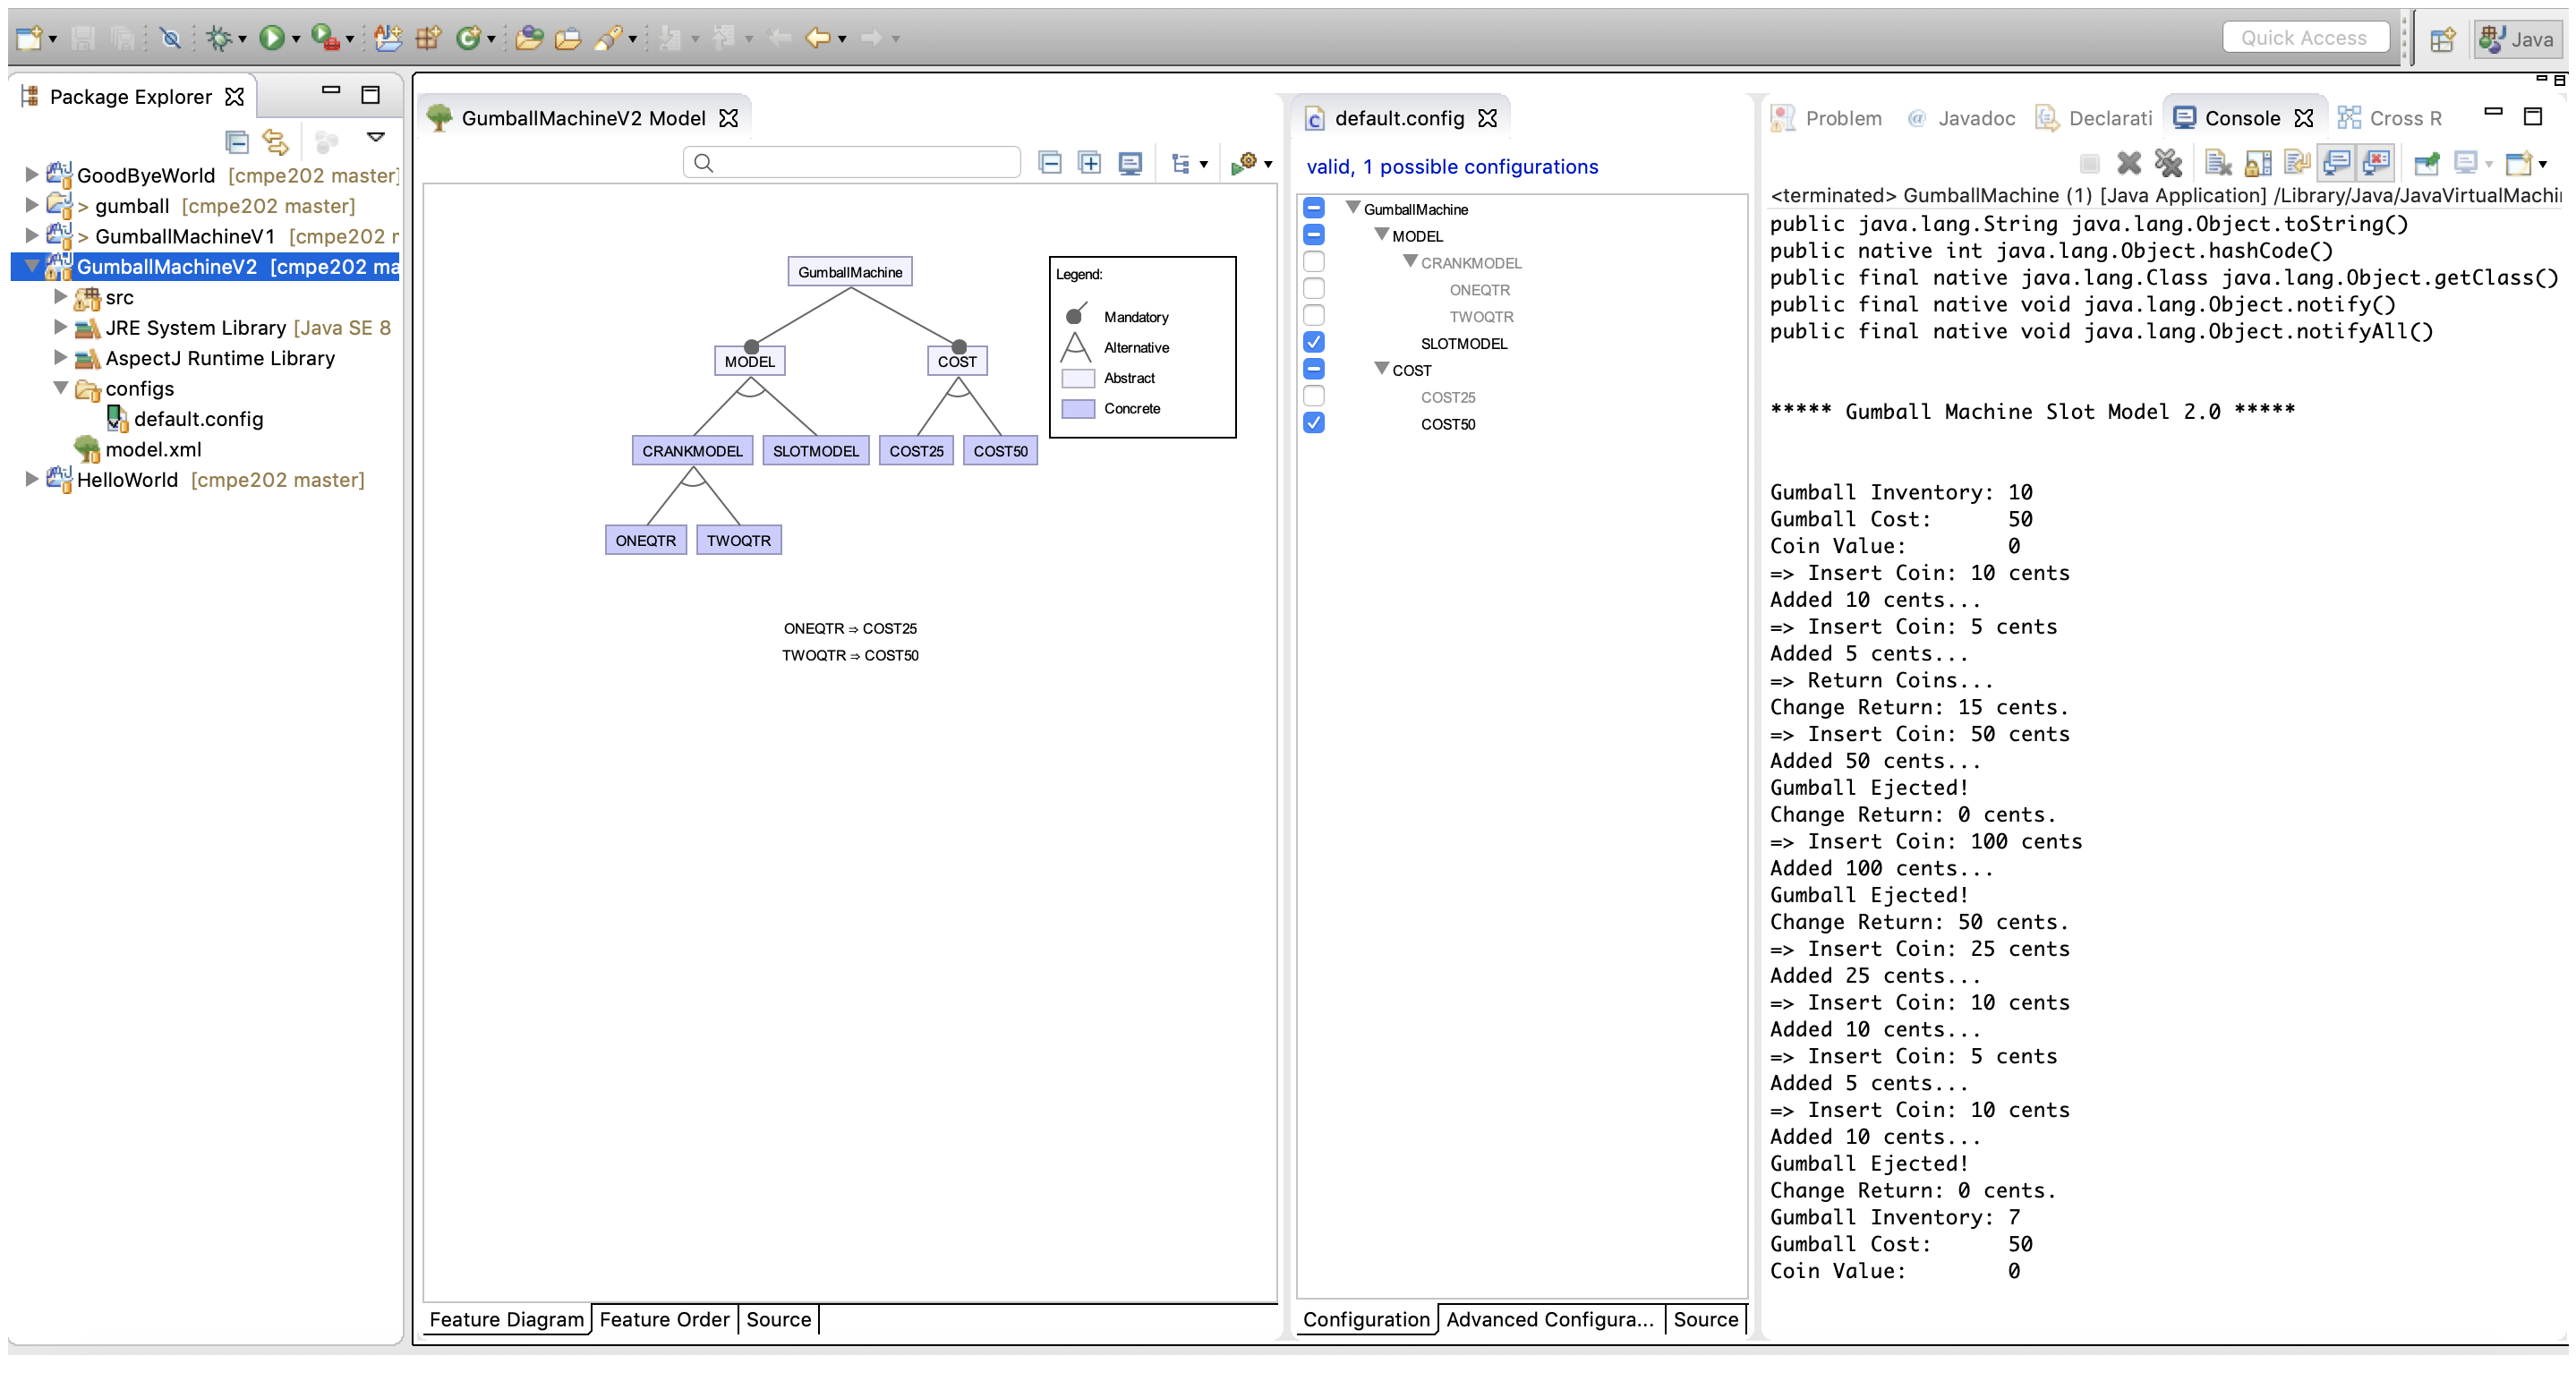 Quick Access
Java
Package Explorer
GoodByeWorld [cmpe202 master]
> gumball [cmpe202 master]
> GumballMachineV1 [cmpe202 r
GumballMachineV2 [cmpe202 ma
src
JRE System Library [Java SE 8
AspectJ Runtime Library
configs
default.config
model.xml
HelloWorld [cmpe202 master]
GumballMachineV2 Model
GumballMachine
MODEL
COST
CRANKMODEL
SLOTMODEL
COST25
COST50
ONEQTR
TWOQTR
Legend:
Mandatory
Alternative
Abstract
Concrete
ONEQTR ⇒ COST25
TWOQTR ⇒ COST50
Feature Diagram
Feature Order
Source
default.config
valid, 1 possible configurations
GumballMachine
MODEL
CRANKMODEL
ONEQTR
TWOQTR
SLOTMODEL
COST
COST25
COST50
Configuration
Advanced Configura...
Source
Problem
@ Javadoc
Declarati
Console
Cross R
<terminated> GumballMachine (1) [Java Application] /Library/Java/JavaVirtualMachi
public java.lang.String java.lang.Object.toString()
public native int java.lang.Object.hashCode()
public final native java.lang.Class java.lang.Object.getClass()
public final native void java.lang.Object.notify()
public final native void java.lang.Object.notifyAll()
***** Gumball Machine Slot Model 2.0 *****
Gumball Inventory: 10
Gumball Cost: 50
Coin Value: 0
=> Insert Coin: 10 cents
Added 10 cents...
=> Insert Coin: 5 cents
Added 5 cents...
=> Return Coins...
Change Return: 15 cents.
=> Insert Coin: 50 cents
Added 50 cents...
Gumball Ejected!
Change Return: 0 cents.
=> Insert Coin: 100 cents
Added 100 cents...
Gumball Ejected!
Change Return: 50 cents.
=> Insert Coin: 25 cents
Added 25 cents...
=> Insert Coin: 10 cents
Added 10 cents...
=> Insert Coin: 5 cents
Added 5 cents...
=> Insert Coin: 10 cents
Added 10 cents...
Gumball Ejected!
Change Return: 0 cents.
Gumball Inventory: 7
Gumball Cost: 50
Coin Value: 0